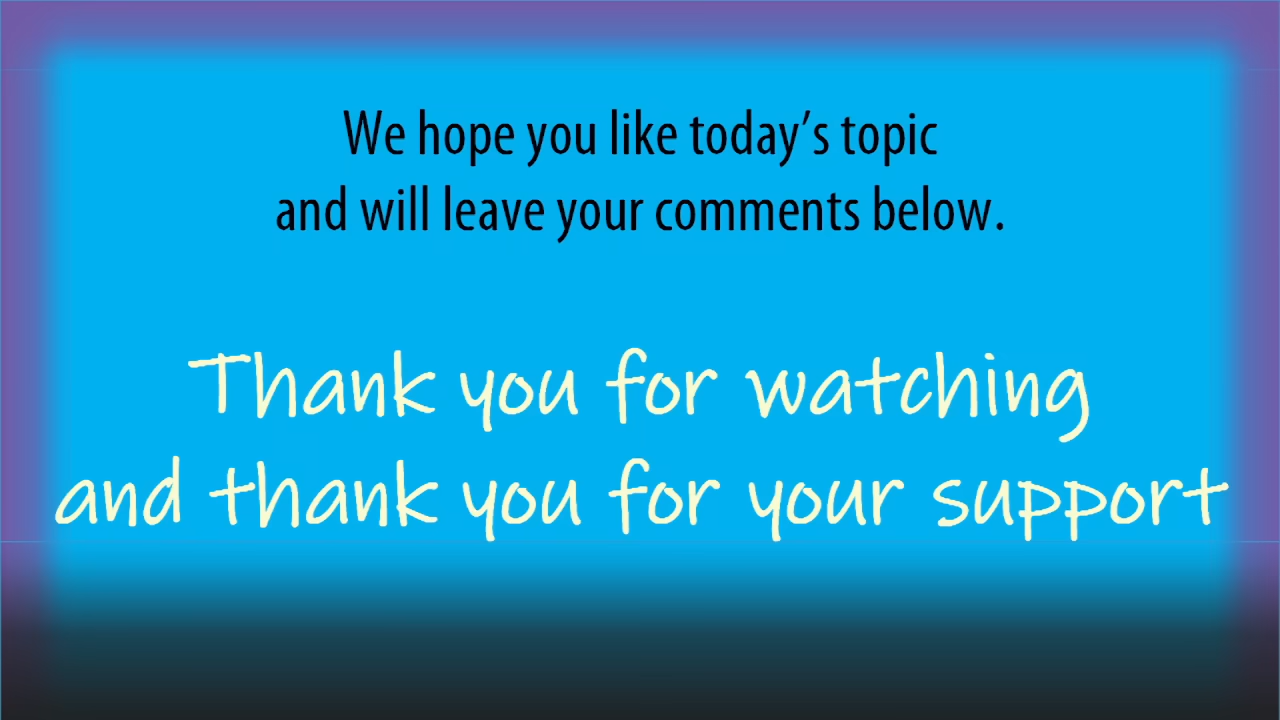 We hope you like today’s topic
and will leave your comments below.
Thank you for watching
and thank you for your support